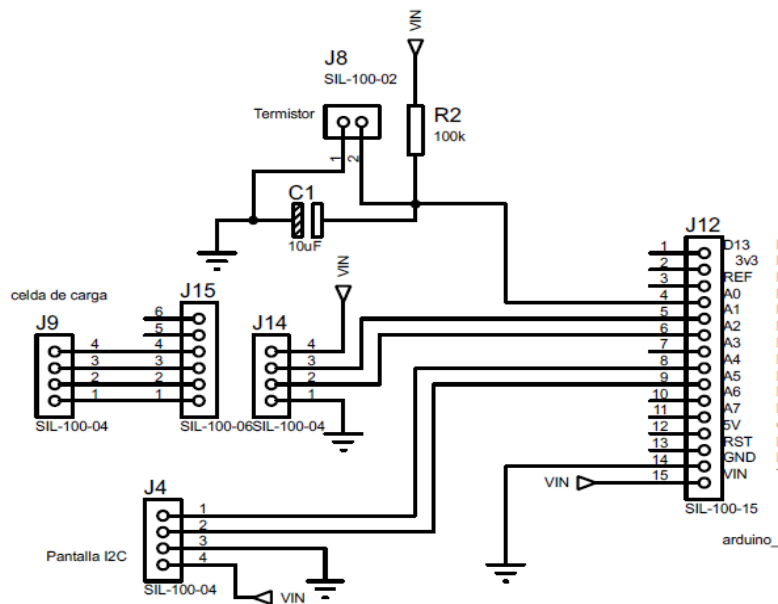 VIN
J8
SIL-100-02
Termistor
1
2
R2
100k
C1
10uF
VIN
celda de carga
J9
4
3
2
1
SIL-100-04
J15
6
5
4
3
2
1
SIL-100-06
J14
4
3
2
1
SIL-100-04
J12
1 D13
2 3v3
3 REF
4 A0
5 A1
6 A2
7 A3
8 A4
9 A5
10 A6
11 A7
12 5V
13 RST
14 GND
15 VIN
VIN
SIL-100-15
arduino_
J4
1
2
3
4
Pantalla I2C
SIL-100-04
VIN